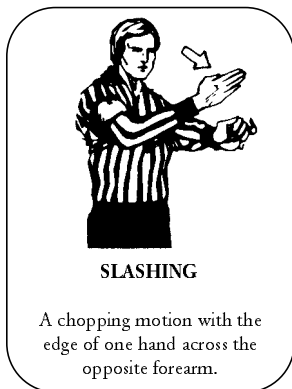 SLASHING
A chopping motion with the
edge of one hand across the
opposite forearm.